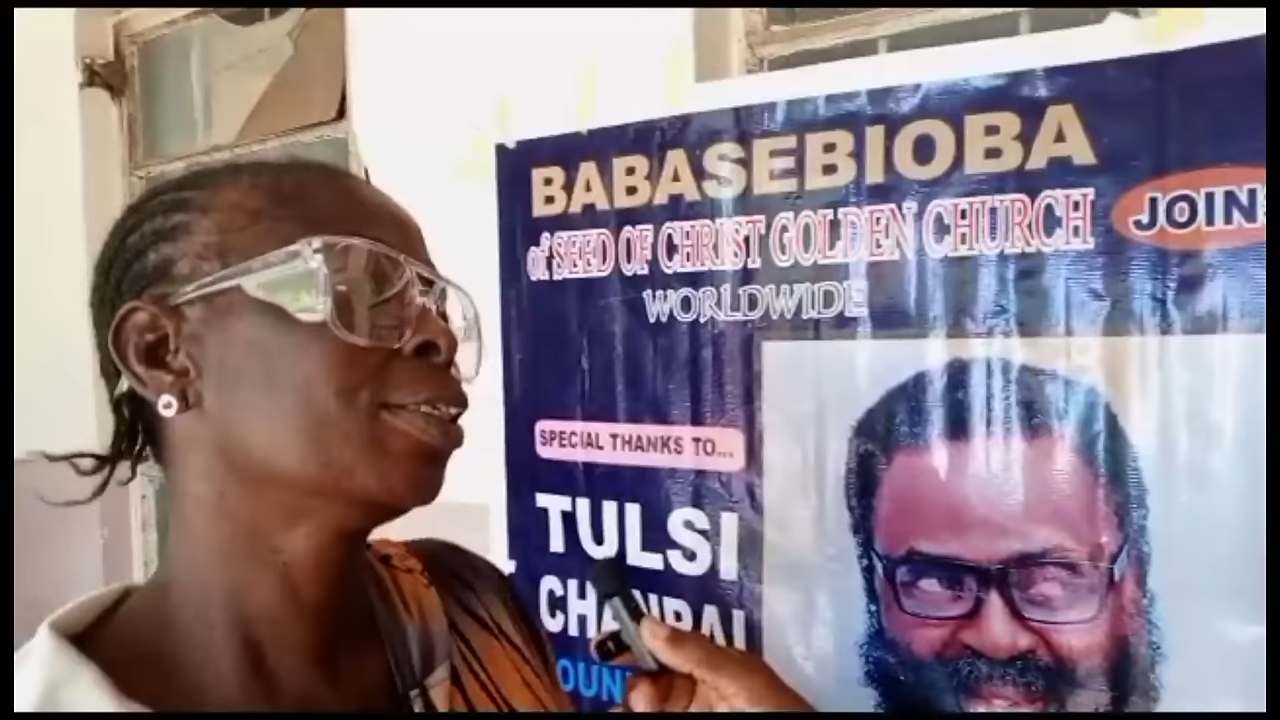 BABASEBIOBA
of SEED OF CHRIST GOLDEN CHURCH
WORLDWIDE
JOIN
SPECIAL THANKS TO...
TULSI